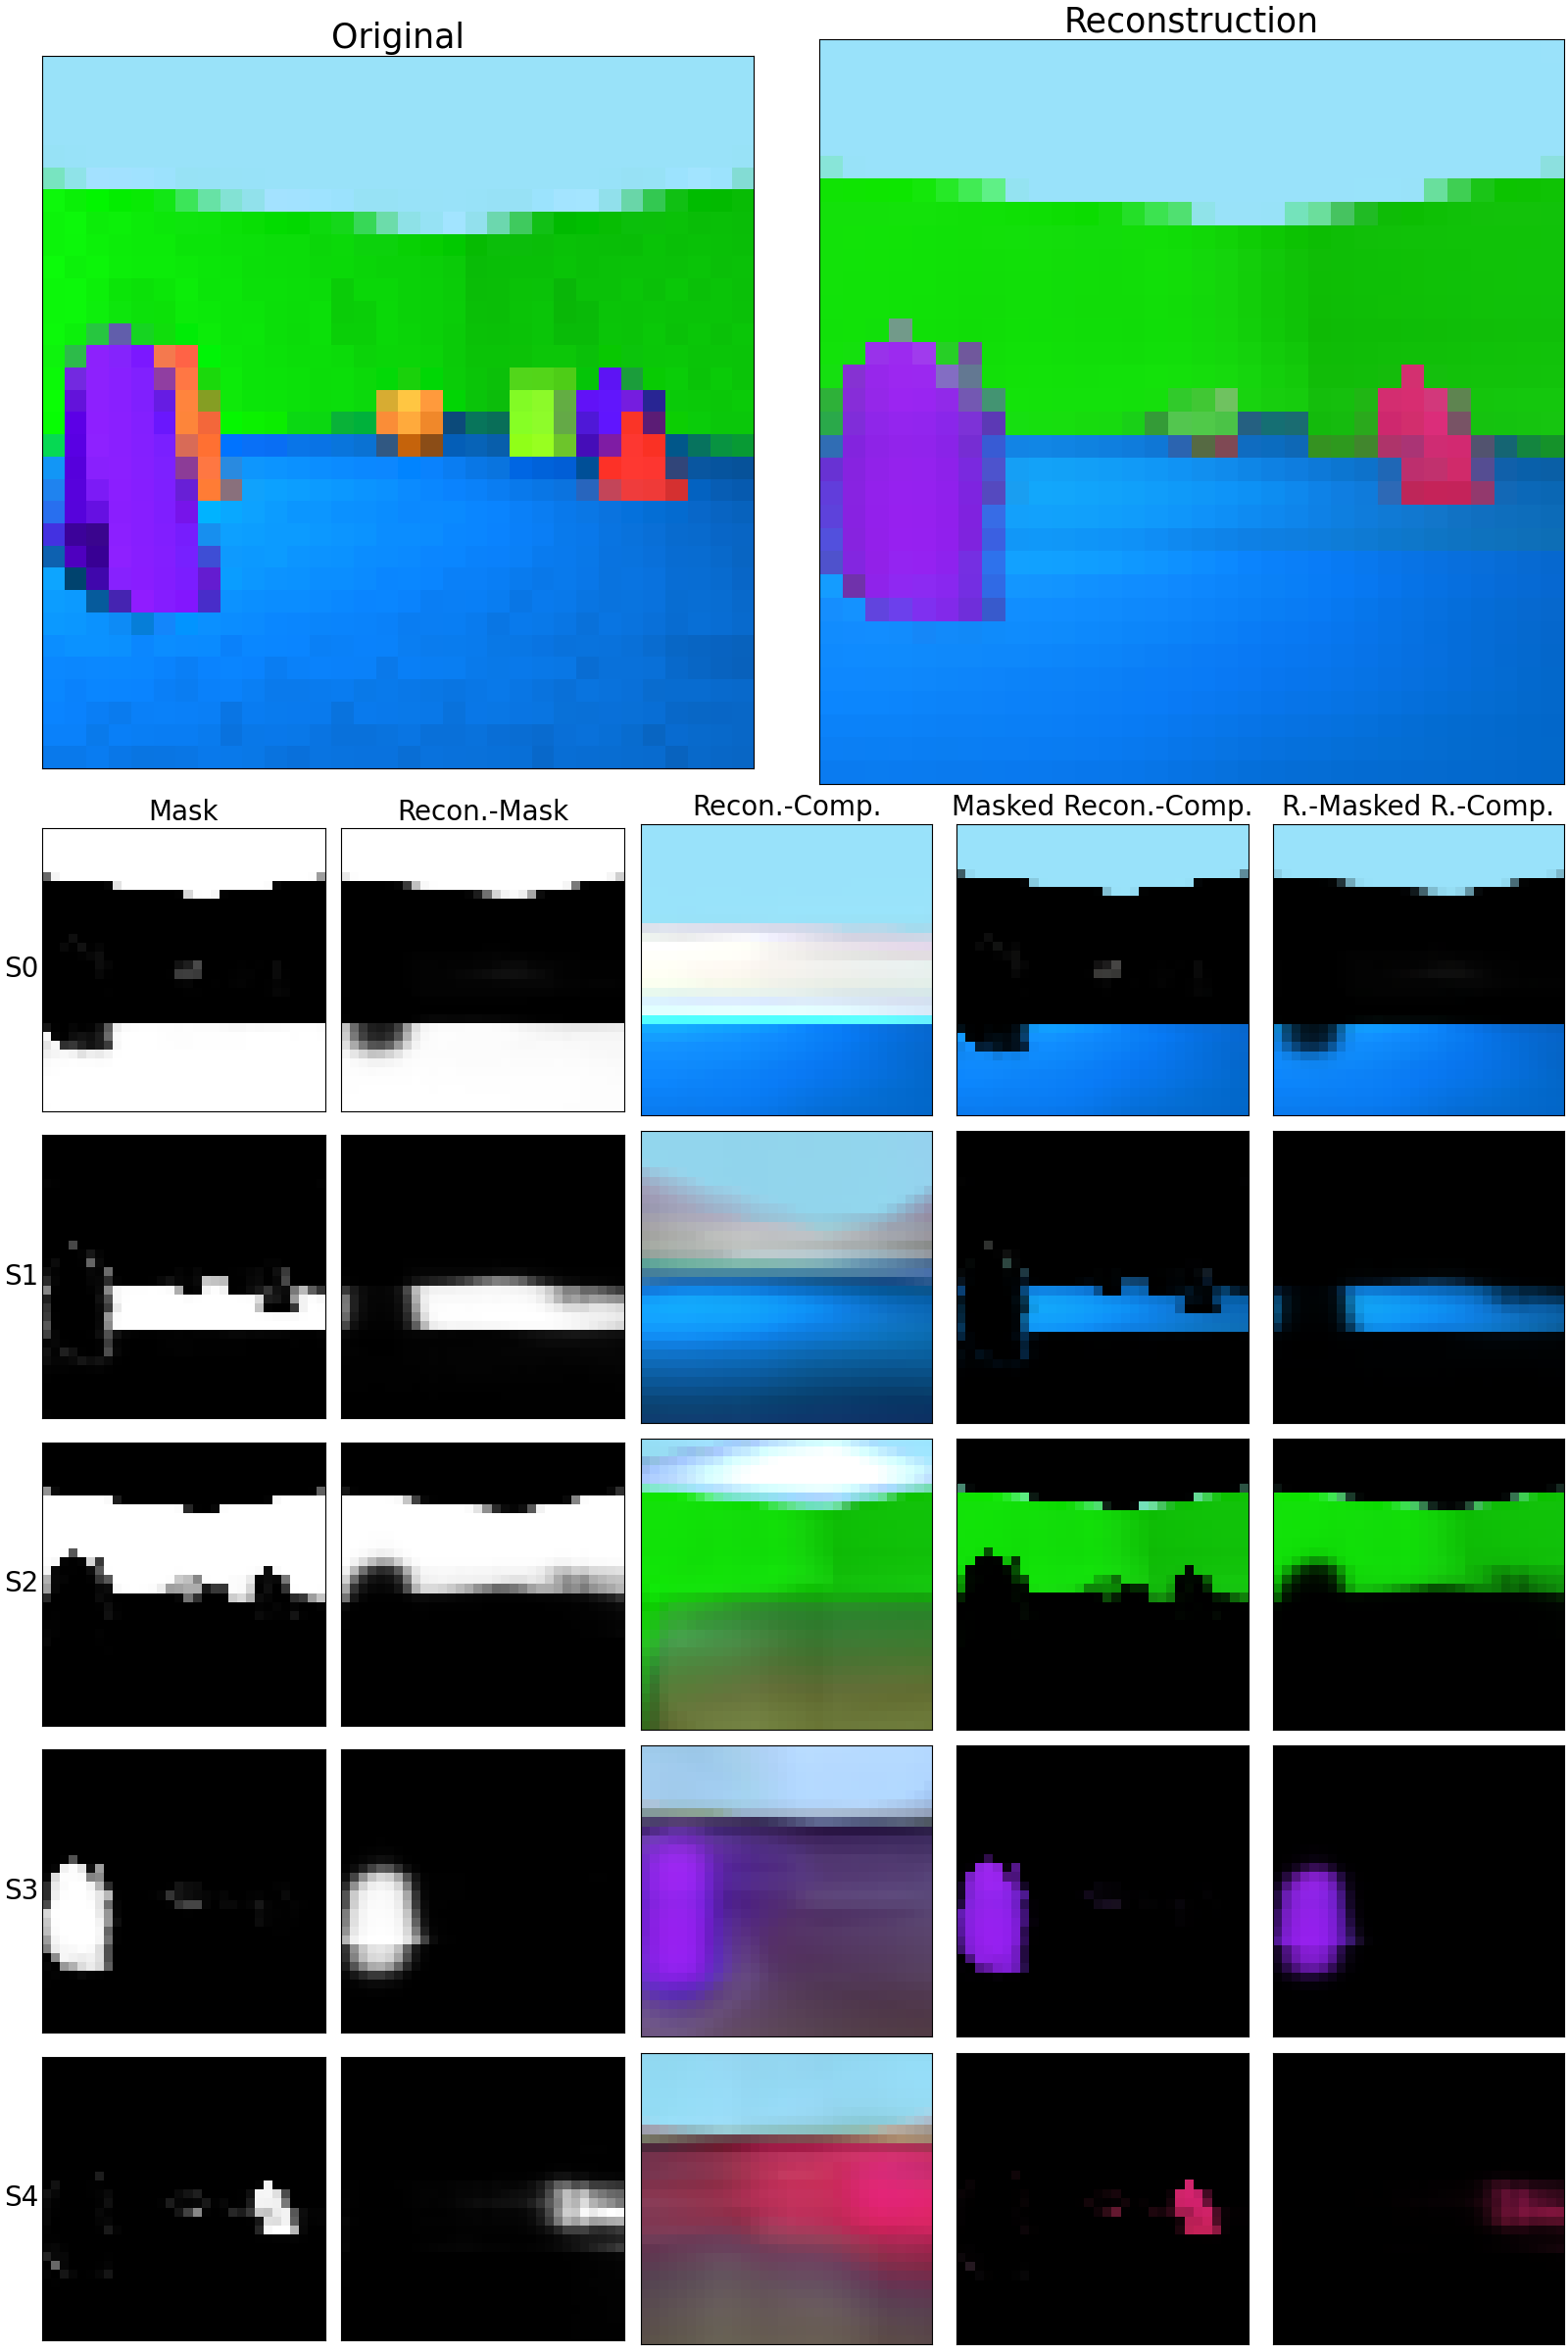 Original
Reconstruction
Mask
Recon.-Mask
Recon.-Comp.
Masked Recon.-Comp.
R.-Masked R.-Comp.
S0
S1
S2
S3
S4